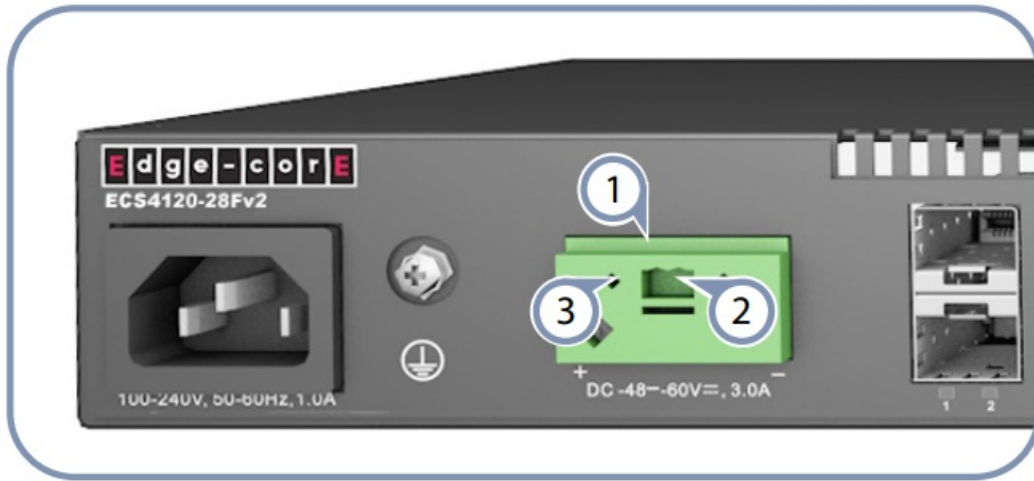 Edge-corE
ECS4120-28Fv2
1
3
2
+
-
DC -48--60V⎓, 3.0A
100-240V, 50-60Hz,1.0A
1 2